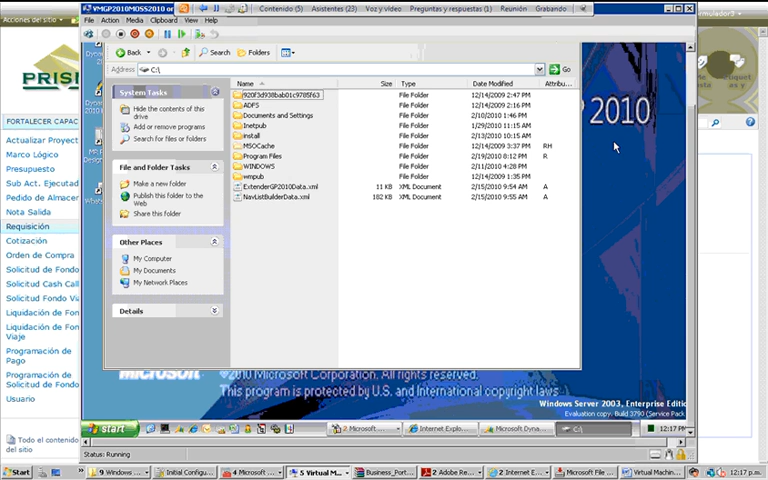 Acciones del sitio
VMGP2010MOSS2010 on
Contenido (5)
Asistentes (23)
Voz y video
Preguntas y respuestas (1)
Reunión
Grabando
File Action Media Clipboard View Help
PRISM
Back
Search
Folders
Address C:\
Go
System Tasks
Hide the contents of this drive
Add or remove programs
Search for files or folders
File and Folder Tasks
Make a new folder
Publish this folder to the Web
Share this folder
Other Places
My Computer
My Documents
My Network Places
Details
Name Size Type Date Modified Attribu...
File Folder 12/14/2009 2:47 PM
ADFS File Folder 12/14/2009 2:16 PM
Documents and Settings File Folder 2/10/2010 1:46 PM
Inetpub File Folder 1/29/2010 11:15 AM
install File Folder 2/13/2010 10:15 AM
MSOCache File Folder 12/14/2009 3:37 PM RH
Program Files File Folder 2/19/2010 8:12 PM R
WINDOWS File Folder 2/11/2010 4:28 PM
wmpub File Folder 12/14/2009 1:35 PM
ExtenderGP2010Data.xml 11 KB XML Document 2/15/2010 9:54 AM A
NavListBuilderData.xml 182 KB XML Document 2/15/2010 9:55 AM A
2010
FORTALECER CAPAC
Actualizar Proyect
Marco Lógico
Presupuesto
Sub Act. Ejecutad
Pedido de Almacer
Nota Salida
Requisición
Cotización
Orden de Compra
Solicitud de Fondo
Solicitud Cash Call
Solicitud Fondo Via
Liquidación de Fon
Liquidación de Fon
Viaje
Programación de
Pago
Programación de
Solicitud de Fondo
Usuario
Todo el contenido
del sitio
Microsoft
©2010 Microsoft Corporation. All rights reserved.
This program is protected by U.S. and International copyright laws
Windows Server 2003, Enterprise Editic
Evaluation copy. Build 3790 (Service Pack
start
2 Microsoft ...
Internet Explo...
Microsoft Dyna...
C:\
12:17 PM
Status: Running
Start
9 Windows ...
Initial Configu...
4 Microsoft ...
5 Virtual M...
Business_Port...
2 Adobe Re...
2 Internet E...
Microsoft File ...
Virtual Machin...
12:17 p.m.